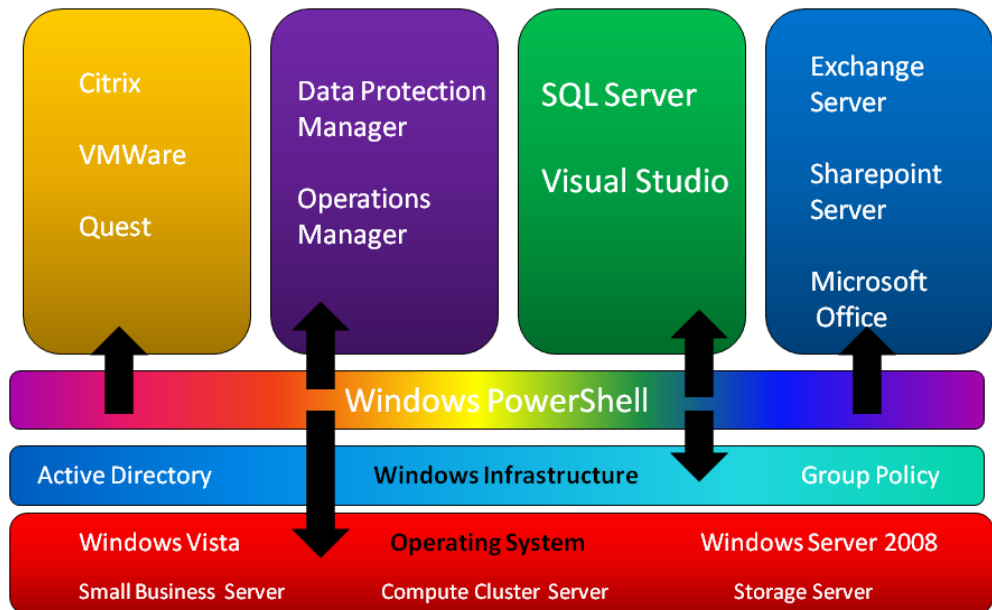 Citrix
VMWare
Quest
Data Protection
Manager
Operations
Manager
SQL Server
Visual Studio
Exchange
Server
Sharepoint
Server
Microsoft
Office
Windows PowerShell
Active Directory
Windows Infrastructure
Group Policy
Windows Vista
Operating System
Windows Server 2008
Small Business Server
Compute Cluster Server
Storage Server